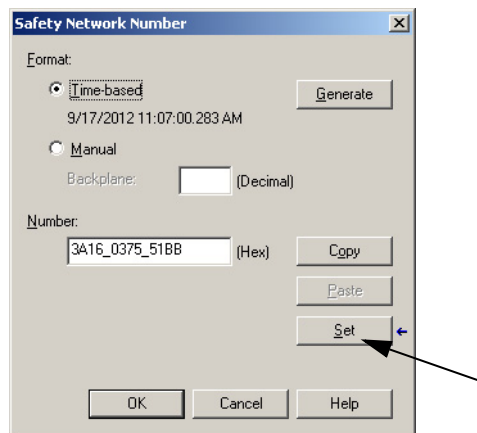 Safety Network Number
Format:
Time-based
Generate
9/17/2012 11:07:00.283 AM
Manual
Backplane:
(Decimal)
Number:
3A16_0375_51BB
(Hex)
Copy
Paste
Set
OK
Cancel
Help